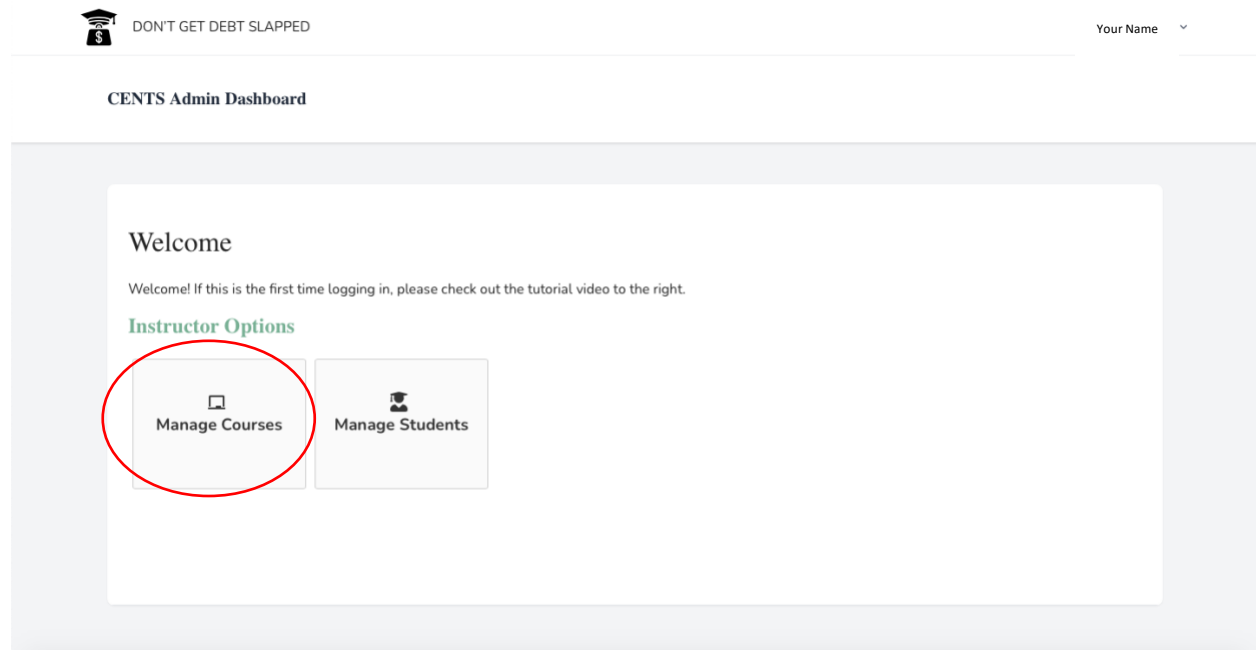 $
DON'T GET DEBT SLAPPED
Your Name
CENTS Admin Dashboard
Welcome
Welcome! If this is the first time logging in, please check out the tutorial video to the right.
Instructor Options
Manage Courses
Manage Students